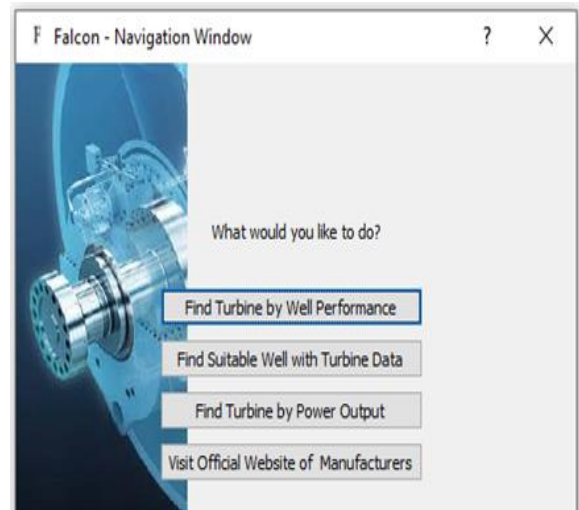 F Falcon - Navigation Window ? X
What would you like to do?
Find Turbine by Well Performance
Find Suitable Well with Turbine Data
Find Turbine by Power Output
Visit Official Website of Manufacturers